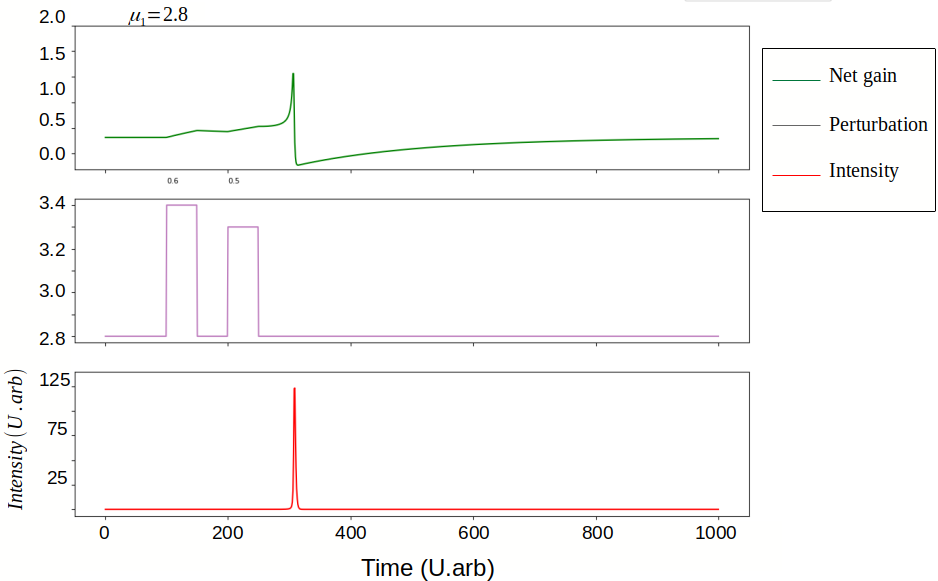 μ1=2.8
2.0
1.5
1.0
0.5
0.0
Net gain
Perturbation
Intensity
0.6
0.5
3.4
3.2
3.0
2.8
Intensity (U.arb)
125
75
25
0 200 400 600 800 1000
Time (U.arb)